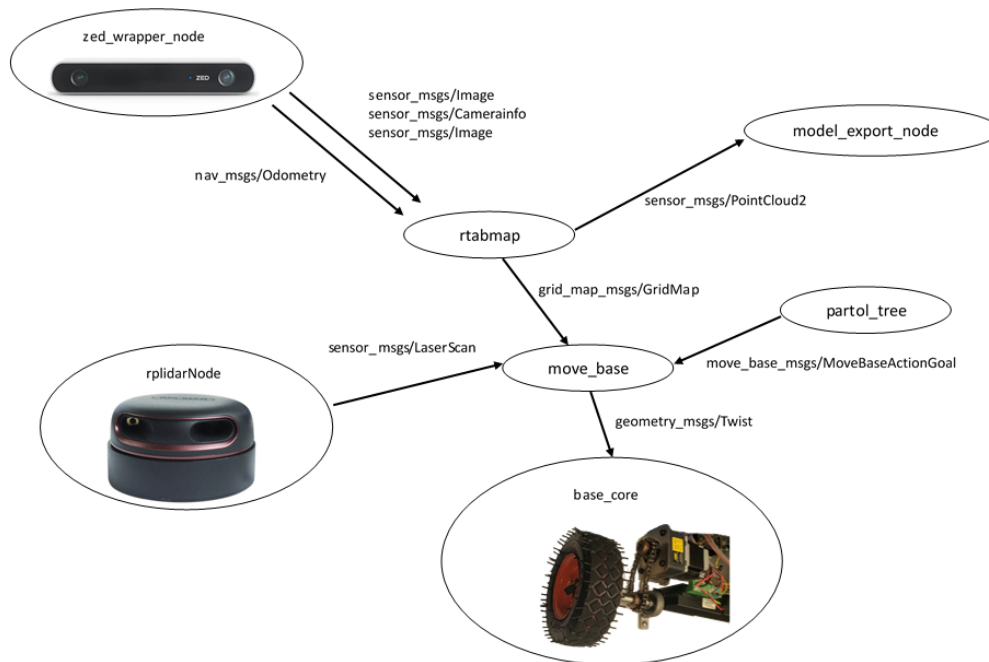 zed_wrapper_node
ZED
sensor_msgs/Image
sensor_msgs/Camerainfo
sensor_msgs/Image
nav_msgs/Odometry
model_export_node
sensor_msgs/PointCloud2
rtabmap
grid_map_msgs/GridMap
partol_tree
sensor_msgs/LaserScan
move_base
move_base_msgs/MoveBaseActionGoal
rplidarNode
geometry_msgs/Twist
base_core